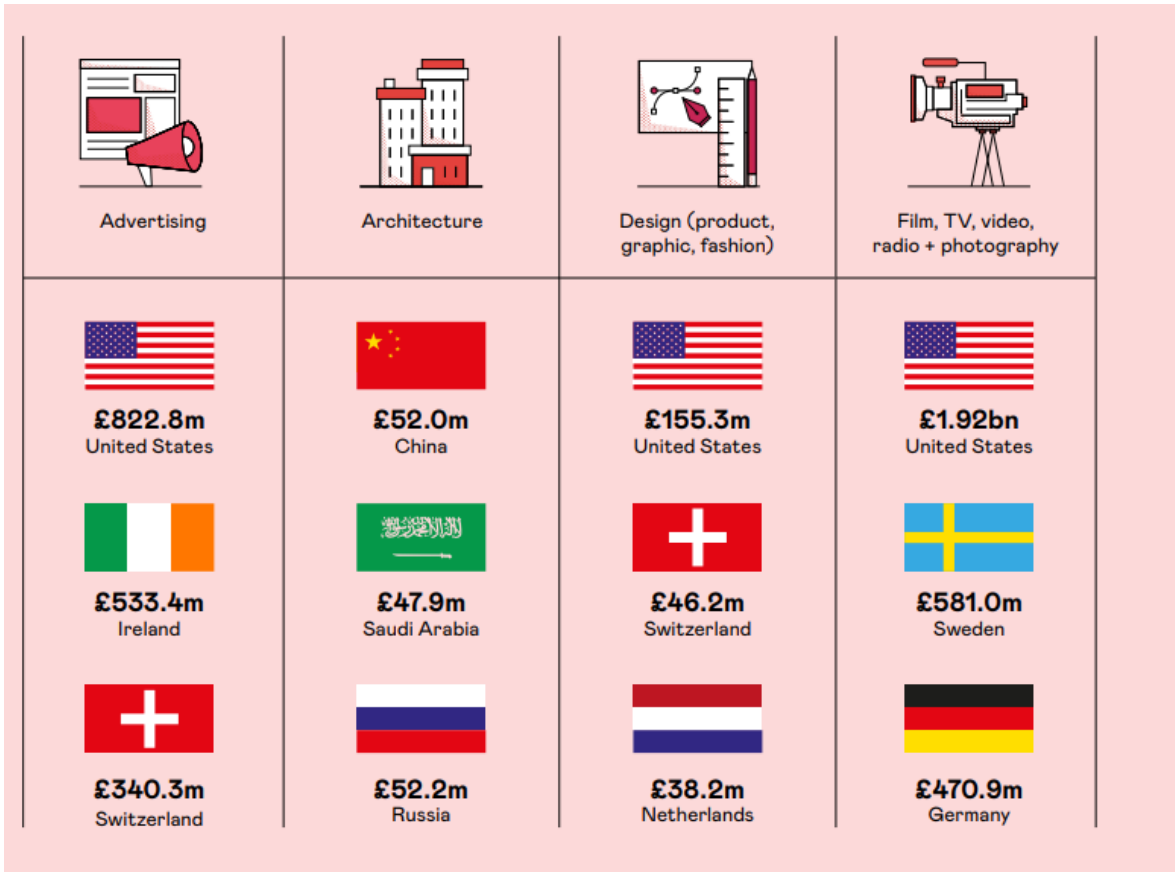 Advertising
Architecture
Design (product,
graphic, fashion)
Film, TV, video,
radio + photography
£822.8m
United States
£52.0m
China
£155.3m
United States
£1.92bn
United States
£533.4m
Ireland
£47.9m
Saudi Arabia
£46.2m
Switzerland
£581.0m
Sweden
£340.3m
Switzerland
£52.2m
Russia
£38.2m
Netherlands
£470.9m
Germany